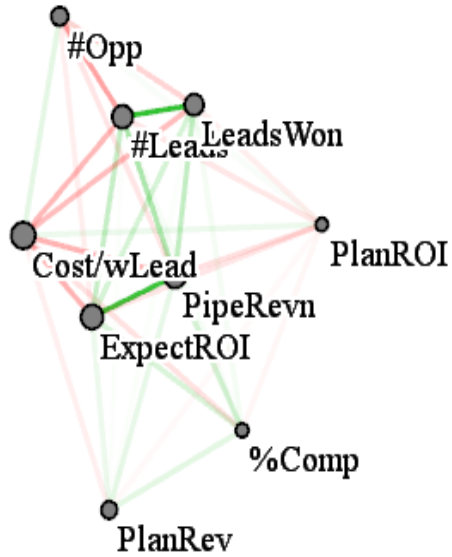 #Opp
LeadsWon
#Leads
PlanROI
Cost/wLead
PipeRevn
ExpectROI
%Comp
PlanRev